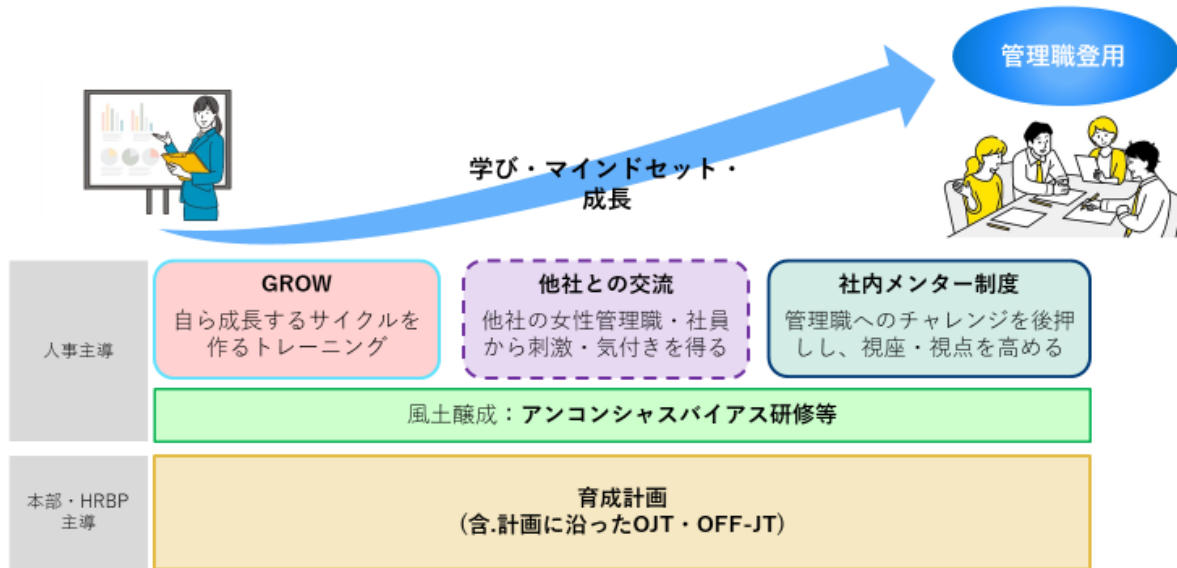 管理職登用
学び・マインドセット・
成長
人事主導
GROW
自ら成長するサイクルを
作るトレーニング
他社との交流
他社の女性管理職・社員
から刺激・気付きを得る
社内メンター制度
管理職へのチャレンジを後押
しし、視座・視点を高める
風土醸成：アンコンシャスバイアス研修等
本部・HRBP
主導
育成計画
(含.計画に沿ったOJT・OFF-JT)